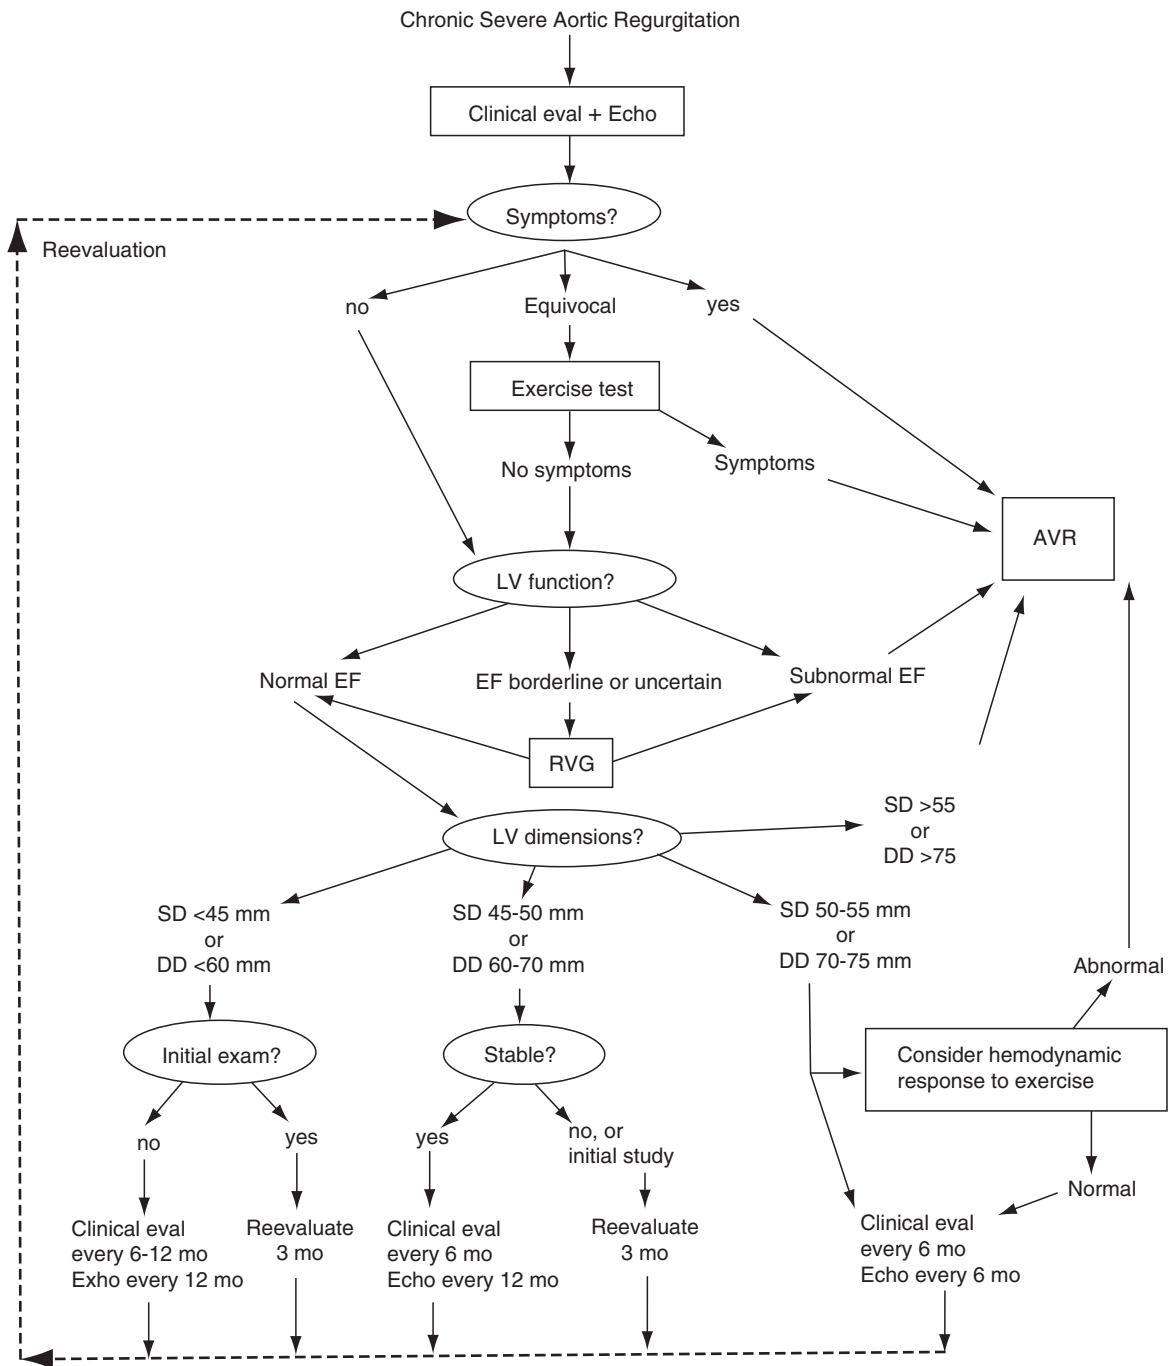 Chronic Severe Aortic Regurgitation
Clinical eval + Echo
Symptoms?
Reevaluation
no
Equivocal
yes
Exercise test
No symptoms
Symptoms
AVR
LV function?
Normal EF
EF borderline or uncertain
Subnormal EF
RVG
LV dimensions?
SD >55
or
DD >75
SD <45 mm
or
DD <60 mm
SD 45-50 mm
or
DD 60-70 mm
SD 50-55 mm
or
DD 70-75 mm
Abnormal
Initial exam?
Stable?
Consider hemodynamic
response to exercise
no
yes
yes
no, or
initial study
Normal
Clinical eval
every 6-12 mo
Exho every 12 mo
Reevaluate
3 mo
Clinical eval
every 6 mo
Echo every 12 mo
Reevaluate
3 mo
Clinical eval
every 6 mo
Echo every 6 mo